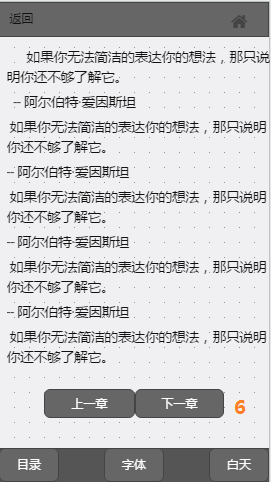 返回
如果你无法简洁的表达你的想法，那只说
明你还不够了解它。
-- 阿尔伯特·爱因斯坦
如果你无法简洁的表达你的想法，那只说明
你还不够了解它。
-- 阿尔伯特·爱因斯坦
如果你无法简洁的表达你的想法，那只说明
你还不够了解它。
-- 阿尔伯特·爱因斯坦
如果你无法简洁的表达你的想法，那只说明
你还不够了解它。
-- 阿尔伯特·爱因斯坦
如果你无法简洁的表达你的想法，那只说明
你还不够了解它。
上一章 下一章 6
目录 字体 白天